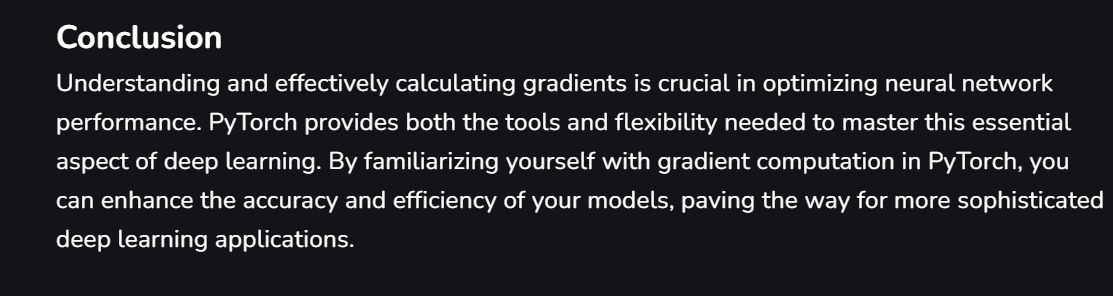 Conclusion
Understanding and effectively calculating gradients is crucial in optimizing neural network
performance. PyTorch provides both the tools and flexibility needed to master this essential
aspect of deep learning. By familiarizing yourself with gradient computation in PyTorch, you
can enhance the accuracy and efficiency of your models, paving the way for more sophisticated
deep learning applications.